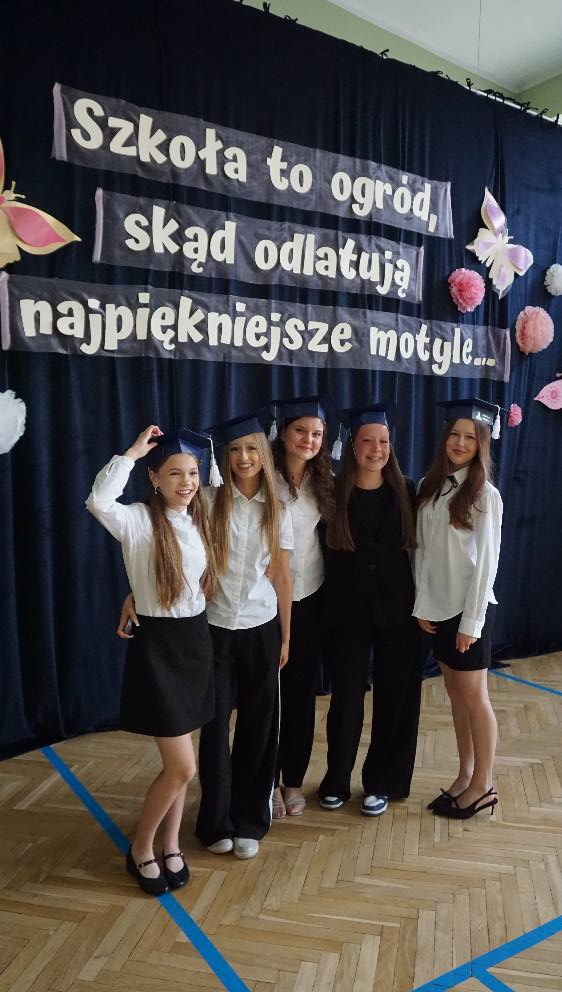 Szkoła to ogród,
skąd odlatują
najpiękniejsze motyle...